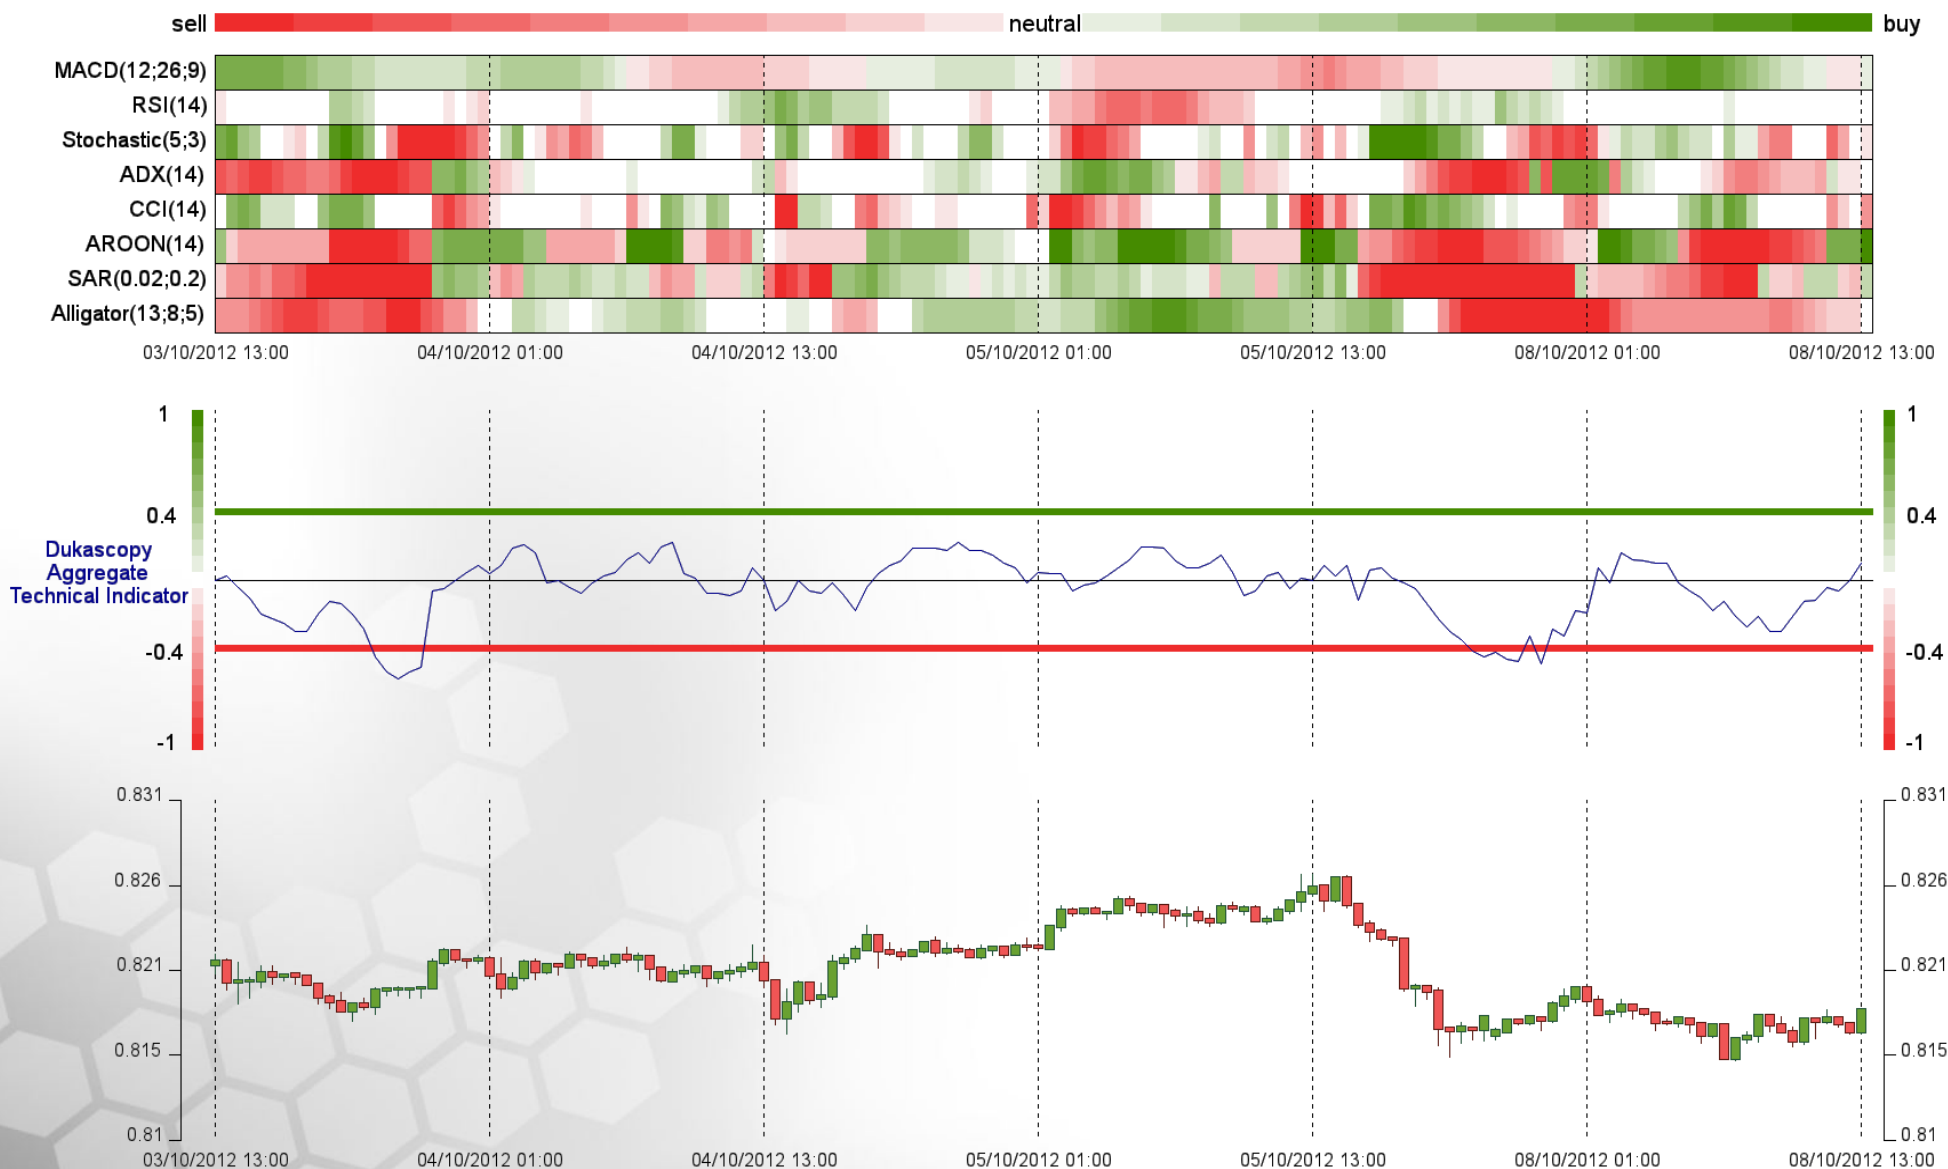 sell neutral buy
MACD(12;26;9)
RSI(14)
Stochastic(5;3)
ADX(14)
CCI(14)
AROON(14)
SAR(0.02;0.2)
Alligator(13;8;5)
03/10/2012 13:00 04/10/2012 01:00 04/10/2012 13:00 05/10/2012 01:00 05/10/2012 13:00 08/10/2012 01:00 08/10/2012 13:00
1 1
0.4 0.4
Dukascopy
Aggregate
Technical Indicator
-0.4 -0.4
-1 -1
0.831 0.831
0.826 0.826
0.821 0.821
0.815 0.815
0.81 0.81
03/10/2012 13:00 04/10/2012 01:00 04/10/2012 13:00 05/10/2012 01:00 05/10/2012 13:00 08/10/2012 01:00 08/10/2012 13:00